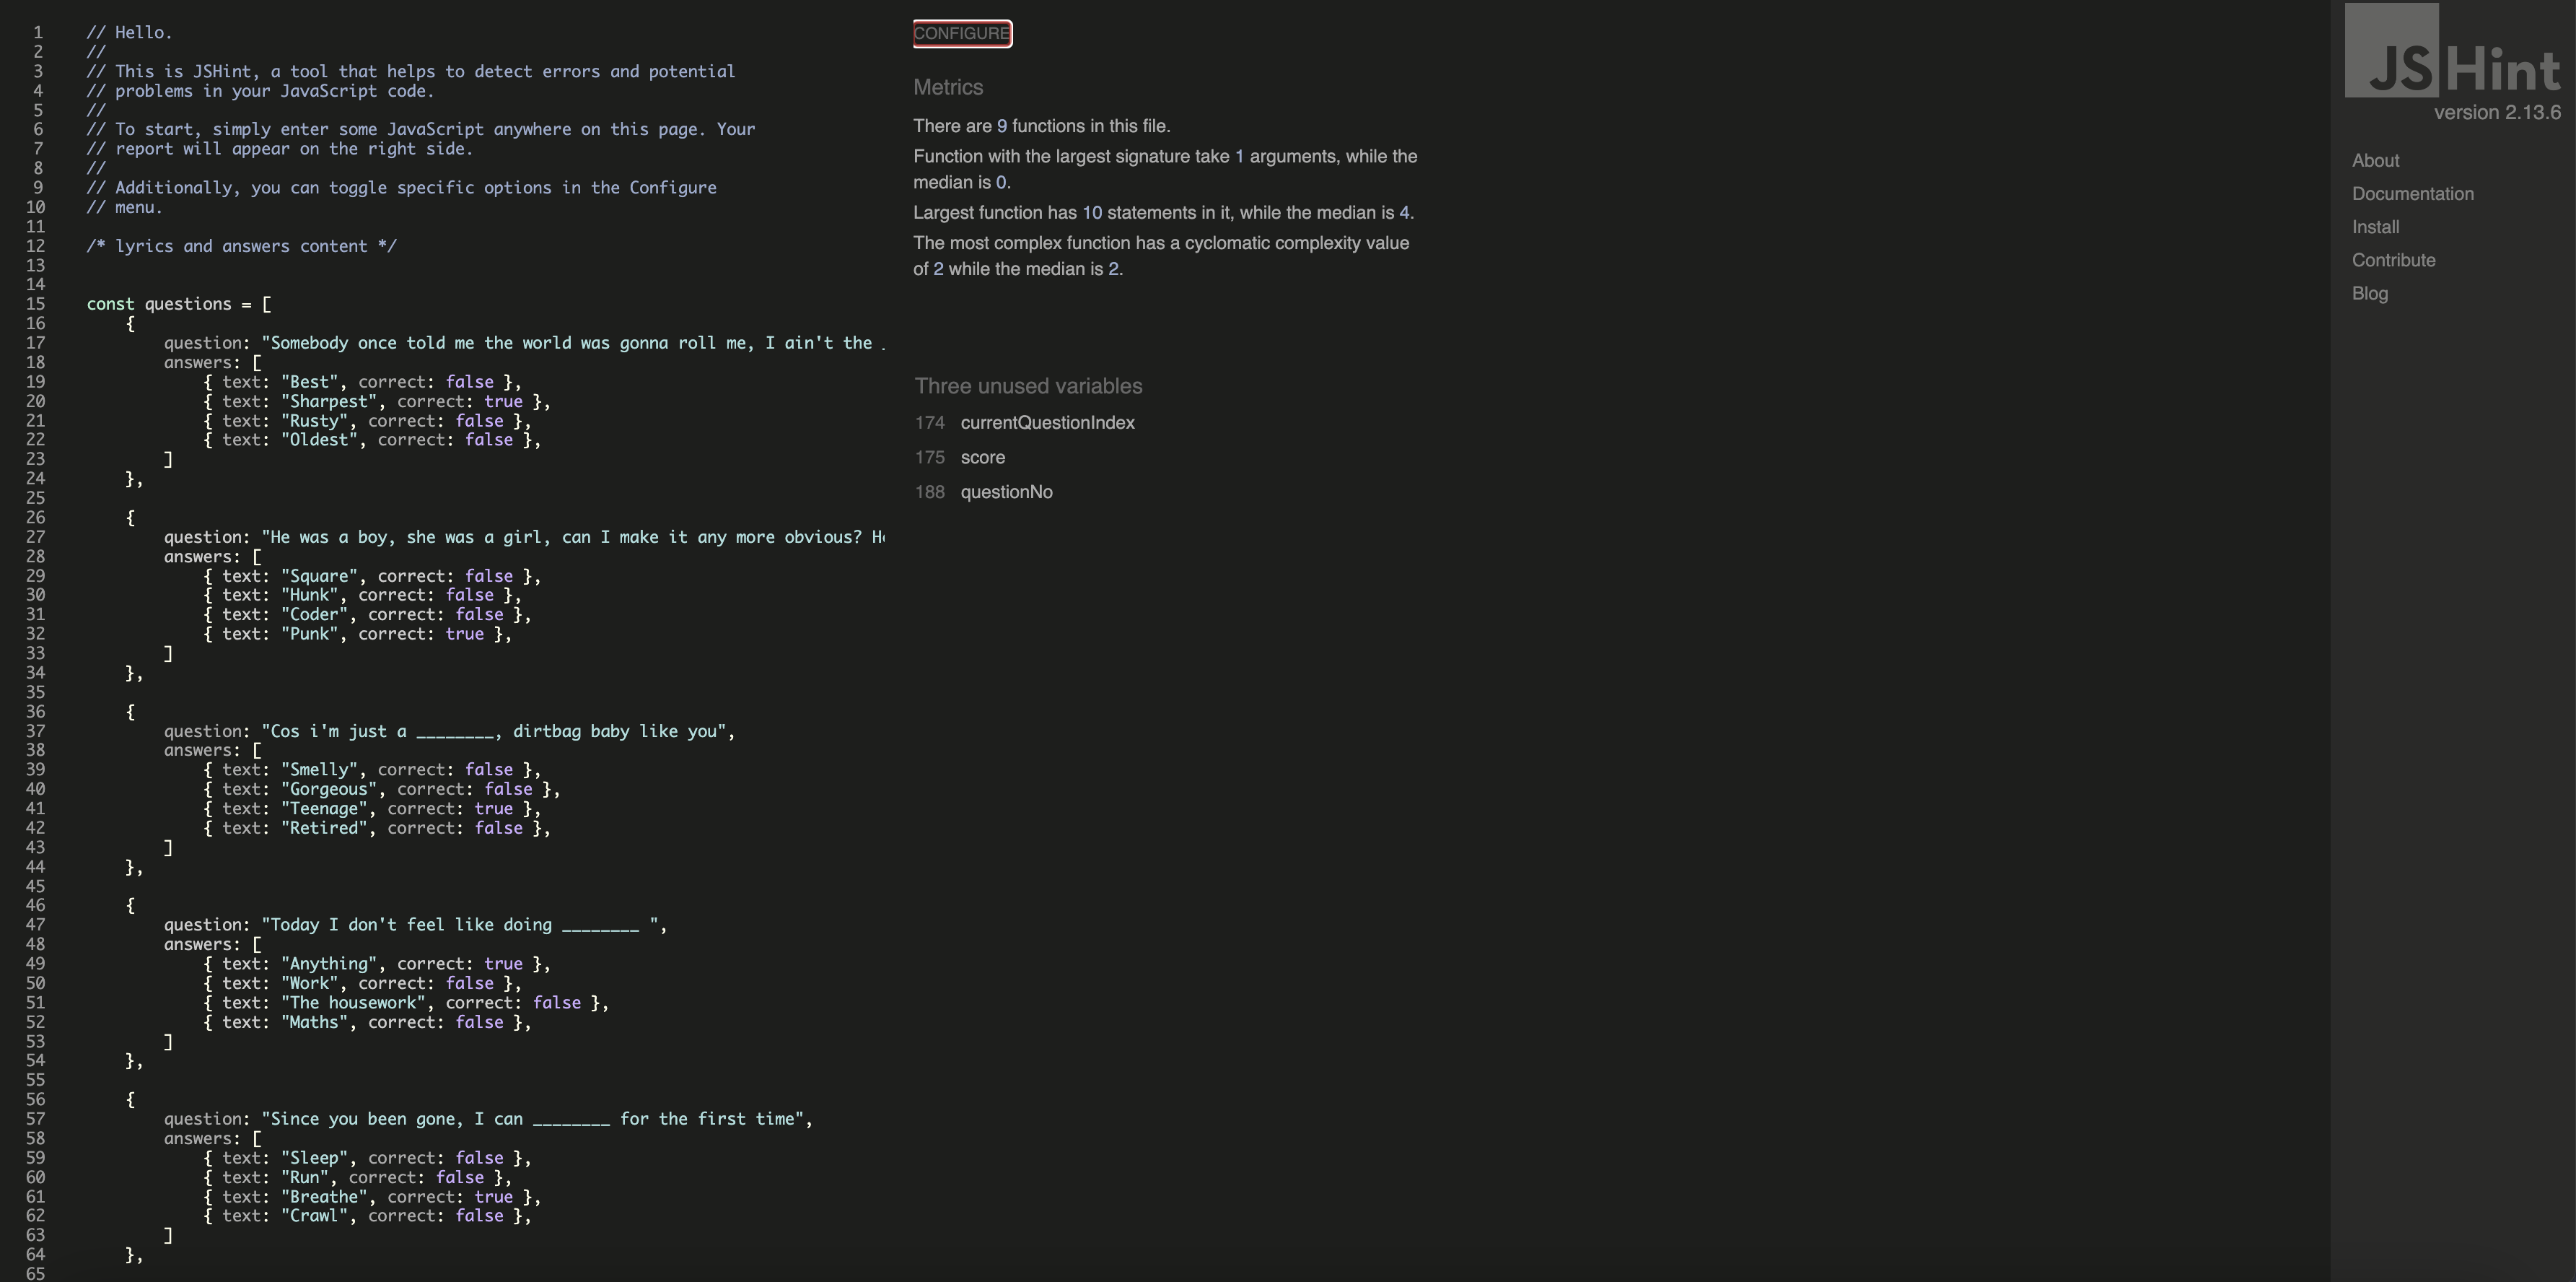 1 // Hello.
2 //
3 // This is JSHint, a tool that helps to detect errors and potential
4 // problems in your JavaScript code.
5 //
6 // To start, simply enter some JavaScript anywhere on this page. Your
7 // report will appear on the right side.
8 //
9 // Additionally, you can toggle specific options in the Configure
10 // menu.
11
12 /* lyrics and answers content */
13
14
15 const questions = [
16 {
17 question: "Somebody once told me the world was gonna roll me, I ain't the
18 answers: [
19 { text: "Best", correct: false },
20 { text: "Sharpest", correct: true },
21 { text: "Rusty", correct: false },
22 { text: "Oldest", correct: false },
23 ]
24 },
25
26 {
27 question: "He was a boy, she was a girl, can I make it any more obvious? He
28 answers: [
29 { text: "Square", correct: false },
30 { text: "Hunk", correct: false },
31 { text: "Coder", correct: false },
32 { text: "Punk", correct: true },
33 ]
34 },
35
36 {
37 question: "Cos i'm just a ________, dirtbag baby like you",
38 answers: [
39 { text: "Smelly", correct: false },
40 { text: "Gorgeous", correct: false },
41 { text: "Teenage", correct: true },
42 { text: "Retired", correct: false },
43 ]
44 },
45
46 {
47 question: "Today I don't feel like doing ________ ",
48 answers: [
49 { text: "Anything", correct: true },
50 { text: "Work", correct: false },
51 { text: "The housework", correct: false },
52 { text: "Maths", correct: false },
53 ]
54 },
55
56 {
57 question: "Since you been gone, I can ________ for the first time",
58 answers: [
59 { text: "Sleep", correct: false },
60 { text: "Run", correct: false },
61 { text: "Breathe", correct: true },
62 { text: "Crawl", correct: false },
63 ]
64 },
65
CONFIGURE
Metrics
There are 9 functions in this file.
Function with the largest signature take 1 arguments, while the
median is 0.
Largest function has 10 statements in it, while the median is 4.
The most complex function has a cyclomatic complexity value
of 2 while the median is 2.
Three unused variables
174 currentQuestionIndex
175 score
188 questionNo
JSHint
version 2.13.6
About
Documentation
Install
Contribute
Blog